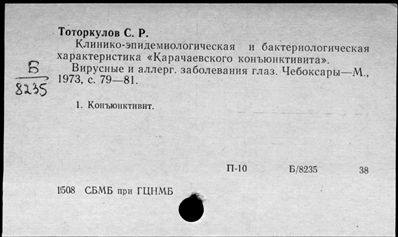 Тоторкулов С. Р.
Клинико-эпидемиологическая и бактериологическая
характеристика «Карачаевского конъюнктивита».
Вирусные и аллерг. заболевания глаз. Чебоксары—М.,
1973, с. 79—81.
Б
8235
1. Конъюнктивит.
П-10 Б/8235 38
1508 СБМБ при ГЦНМБ